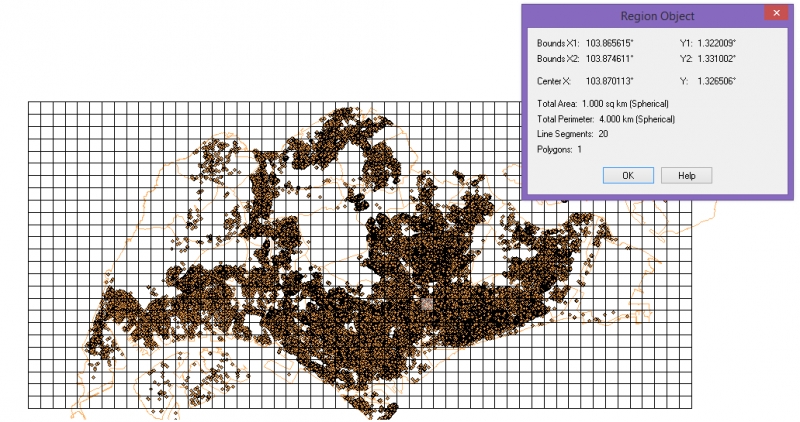 Region Object
Bounds X1: 103.865615° Y1: 1.322009°
Bounds X2: 103.874611° Y2: 1.331002°
Center X: 103.870113° Y: 1.326506°
Total Area: 1.000 sq km (Spherical)
Total Perimeter: 4.000 km (Spherical)
Line Segments: 20
Polygons: 1
OK Help